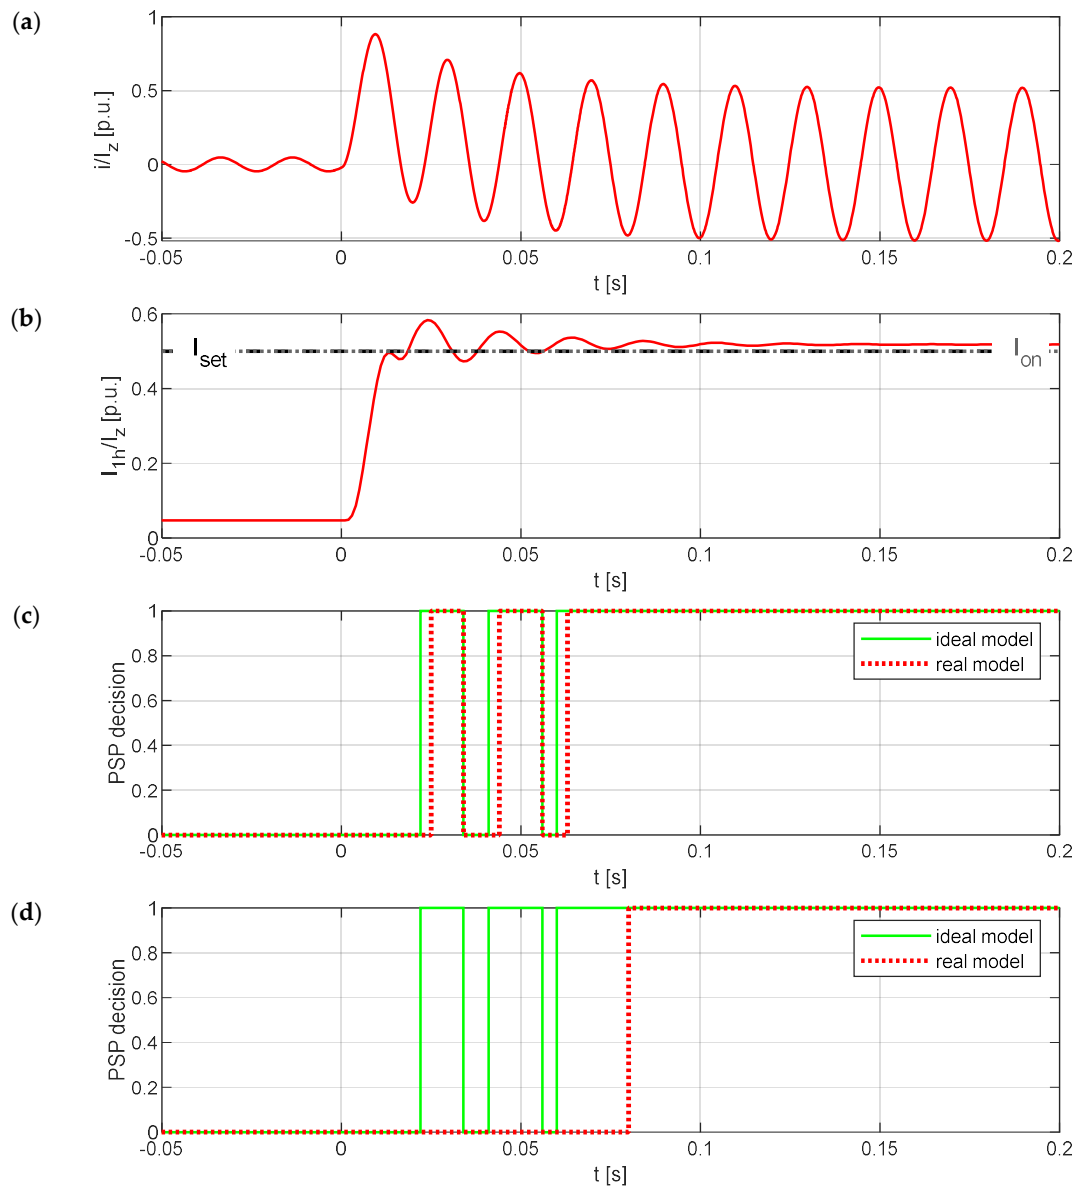 (a)
1
0.5
0
-0.5
i/I_z [p.u.]
-0.05 0 0.05 0.1 0.15 0.2
t [s]
(b)
0.6
0.4
0.2
0
I_1h/I_z [p.u.]
I_set
I_on
-0.05 0 0.05 0.1 0.15 0.2
t [s]
(c)
1
0.8
0.6
0.4
0.2
0
PSP decision
ideal model
real model
-0.05 0 0.05 0.1 0.15 0.2
t [s]
(d)
1
0.8
0.6
0.4
0.2
0
PSP decision
ideal model
real model
-0.05 0 0.05 0.1 0.15 0.2
t [s]